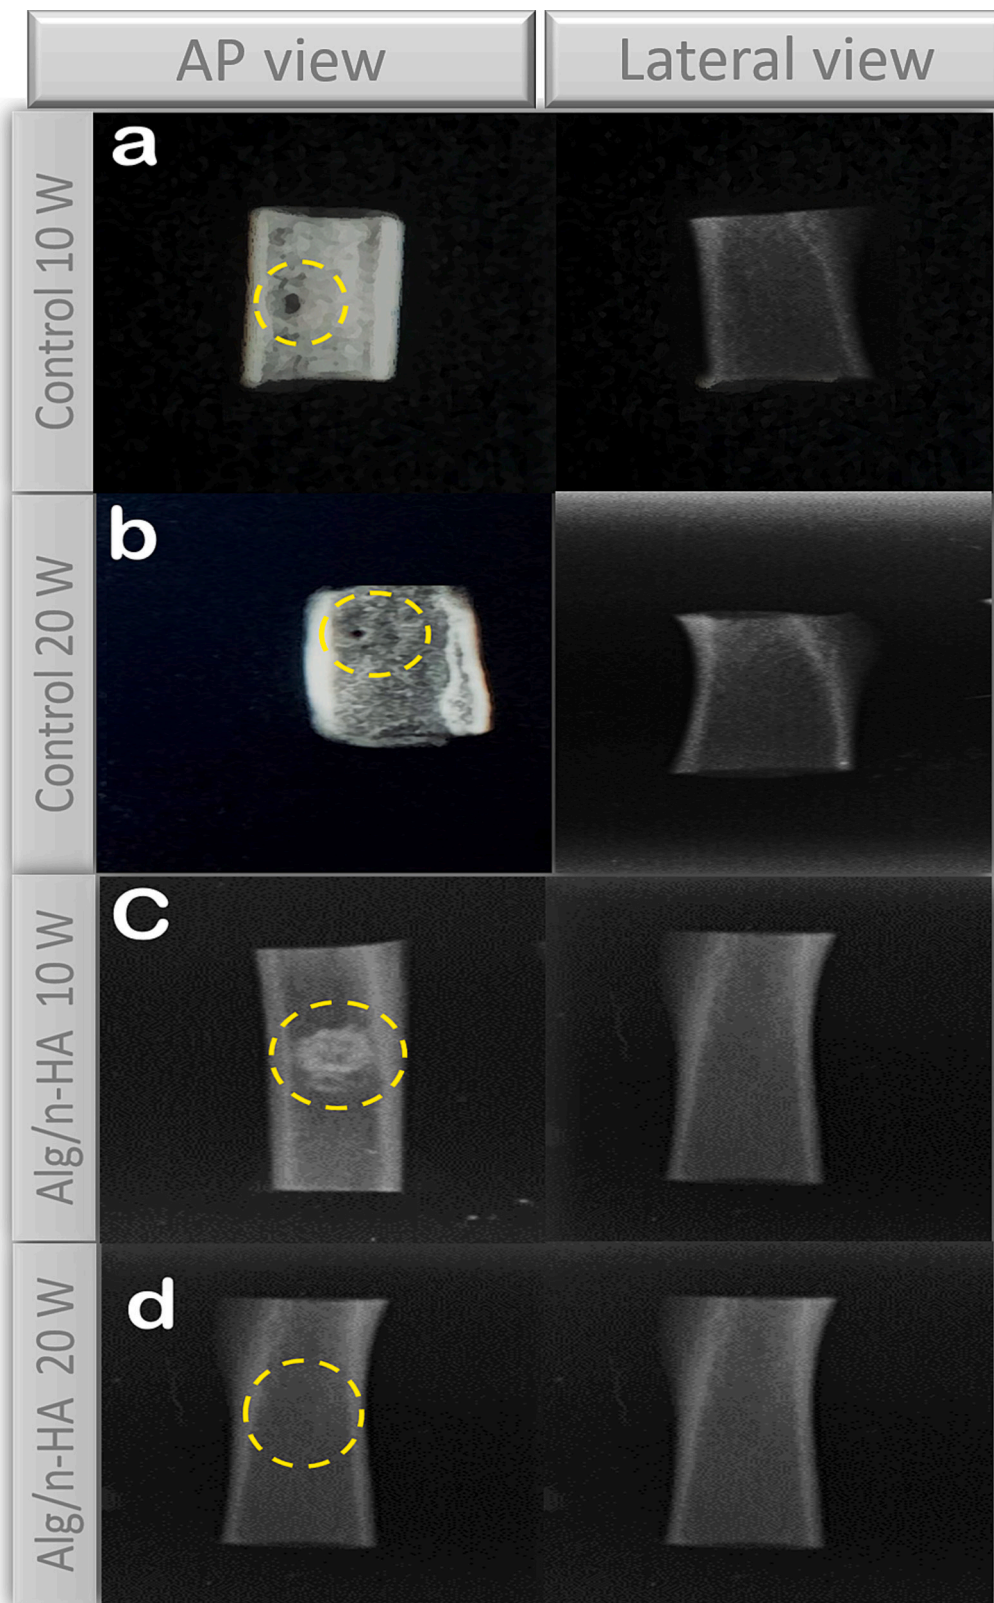 AP view
Lateral view
Control 10 W
a
Control 20 W
b
Alg/n-HA 10 W
C
Alg/n-HA 20 W
d